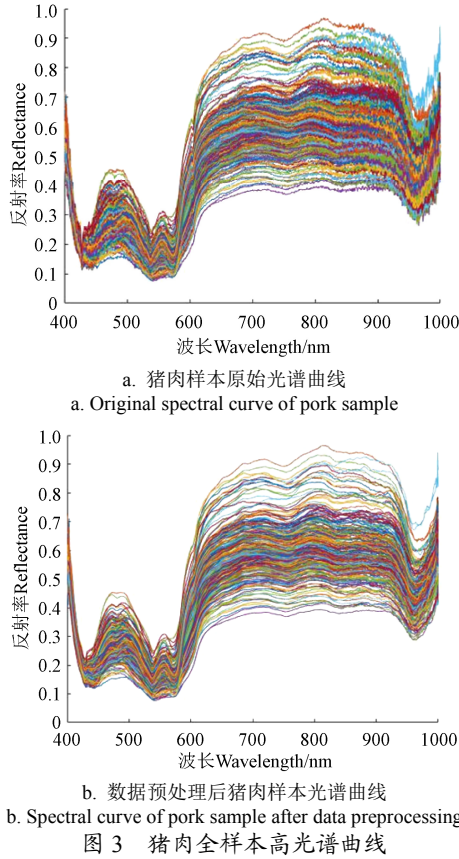 1.0
0.9
0.8
0.7
0.6
0.5
0.4
0.3
0.2
0.1
0
反射率Reflectance
400 500 600 700 800 900 1000
波长Wavelength/nm
a. 猪肉样本原始光谱曲线
a. Original spectral curve of pork sample
1.0
0.9
0.8
0.7
0.6
0.5
0.4
0.3
0.2
0.1
0
反射率Reflectance
400 500 600 700 800 900 1000
波长Wavelength/nm
b. 数据预处理后猪肉样本光谱曲线
b. Spectral curve of pork sample after data preprocessing
图 3 猪肉全样本高光谱曲线